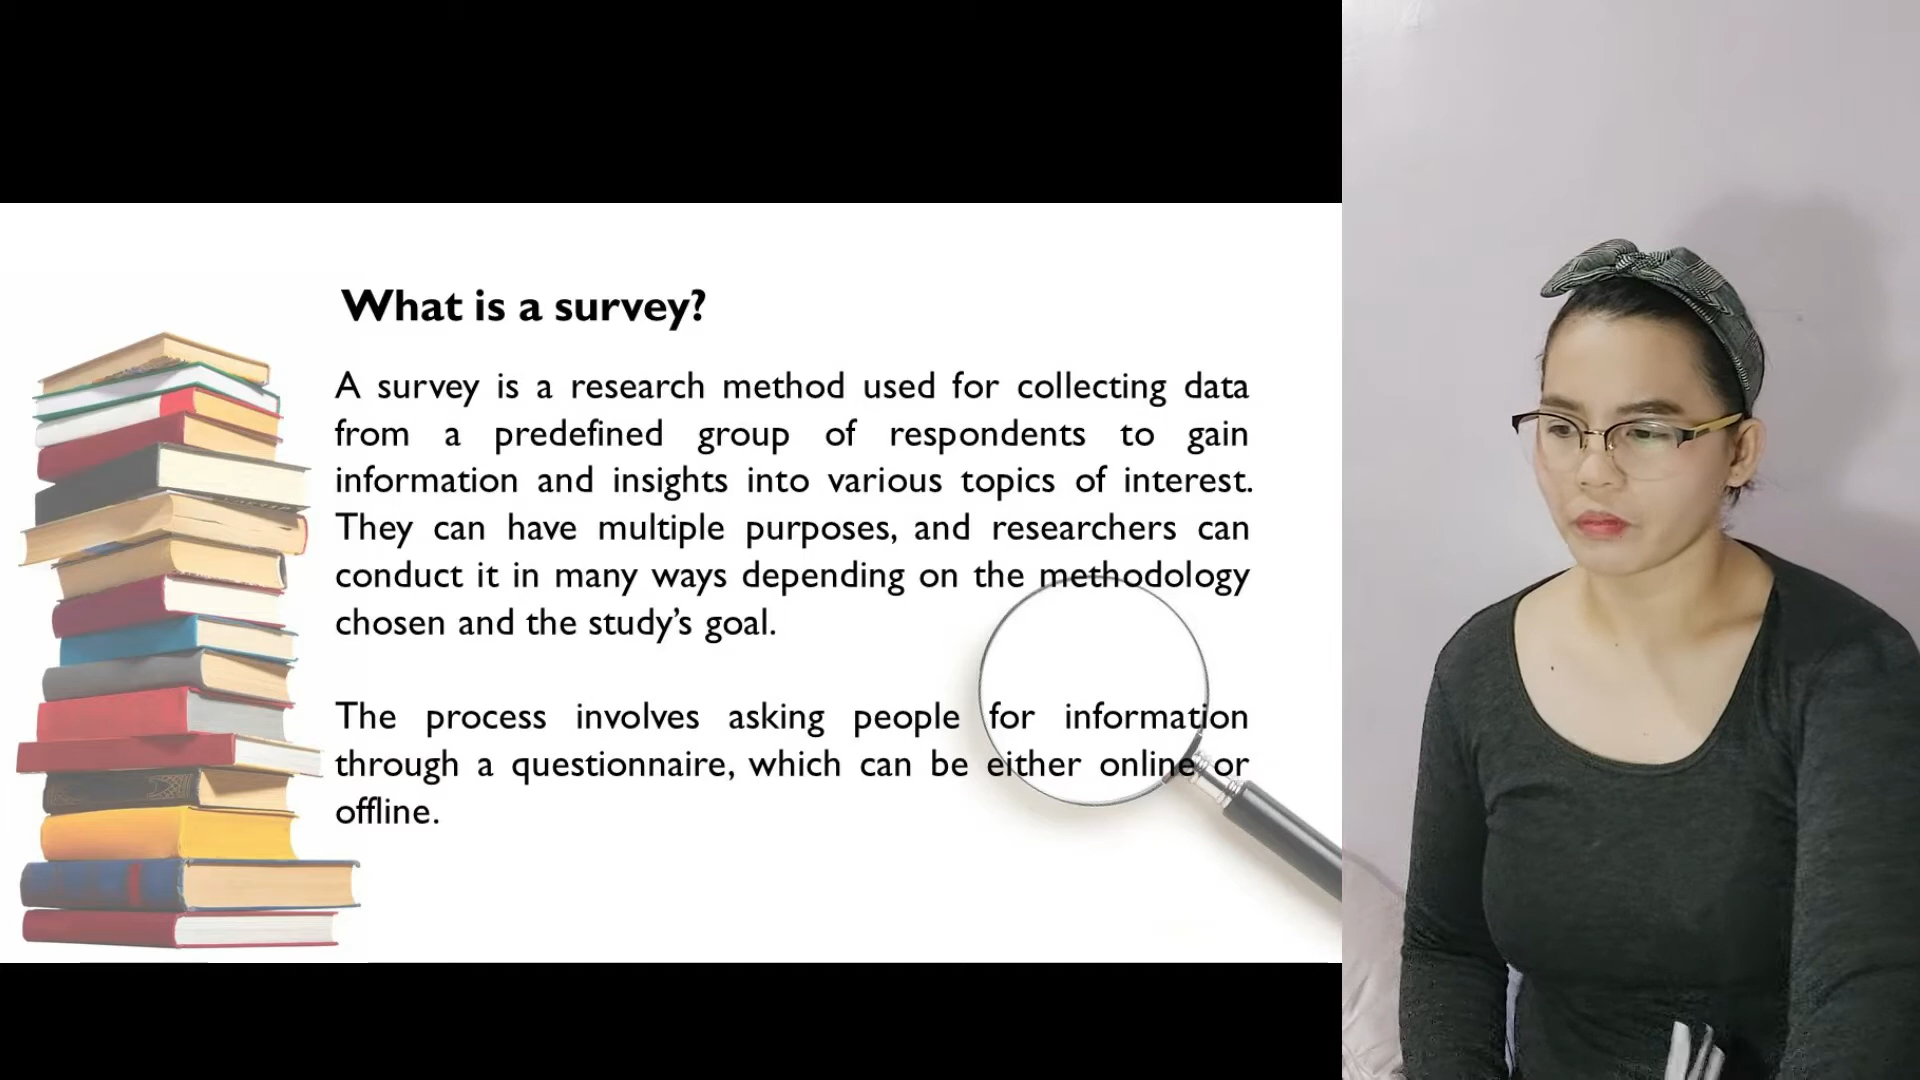 What is a survey?
A survey is a research method used for collecting data
from a predefined group of respondents to gain
information and insights into various topics of interest.
They can have multiple purposes, and researchers can
conduct it in many ways depending on the methodology
chosen and the study’s goal.
The process involves asking people for information
through a questionnaire, which can be either online or
offline.